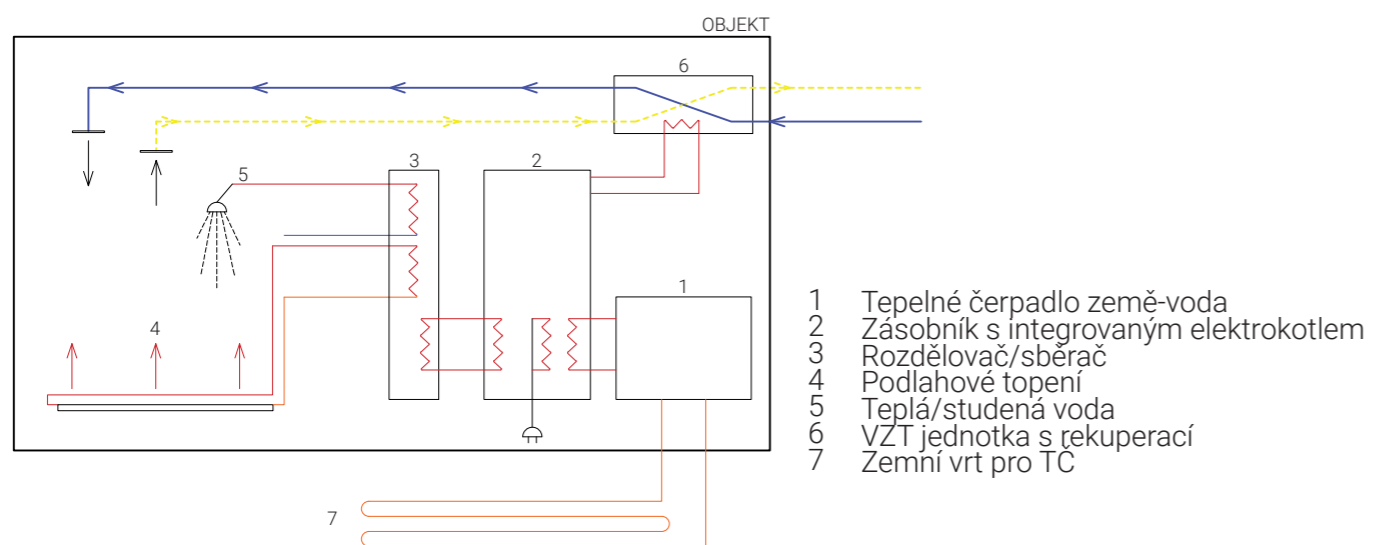 OBJEKT
6
5
3
2
1
4
7
1 Tepelné čerpadlo země-voda
2 Zásobník s integrovaným elektrokotlem
3 Rozdělovač/sběrač
4 Podlahové topení
5 Teplá/studená voda
6 VZT jednotka s rekuperací
7 Zemní vrt pro TČ